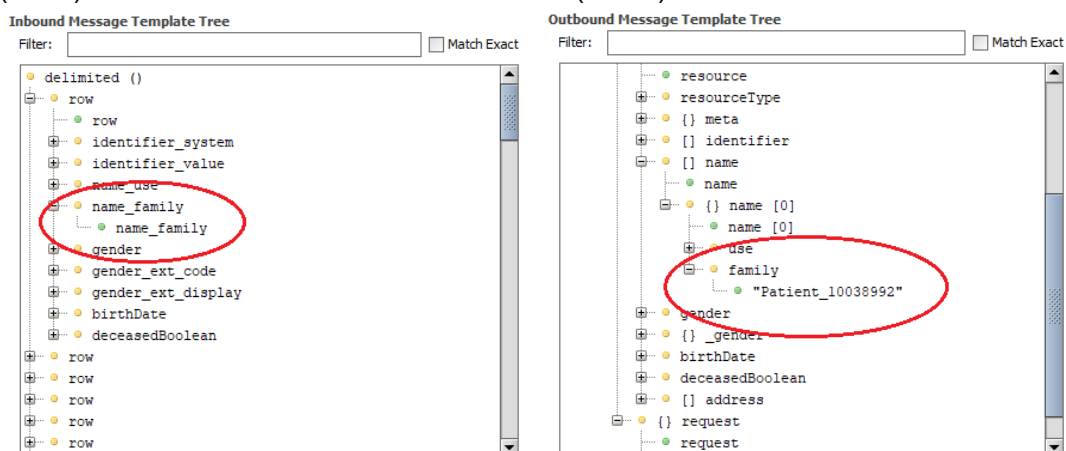 Inbound Message Template Tree
Filter:
Match Exact
delimited ()
row
row
identifier_system
identifier_value
name_use
name_family
name_family
gender
gender_ext_code
gender_ext_display
birthDate
deceasedBoolean
row
row
row
row
row
Outbound Message Template Tree
Filter:
Match Exact
resource
resourceType
{} meta
[] identifier
[] name
name
{} name [0]
name [0]
use
family
"Patient_10038992"
gender
{} _gender
birthDate
deceasedBoolean
[] address
{} request
request